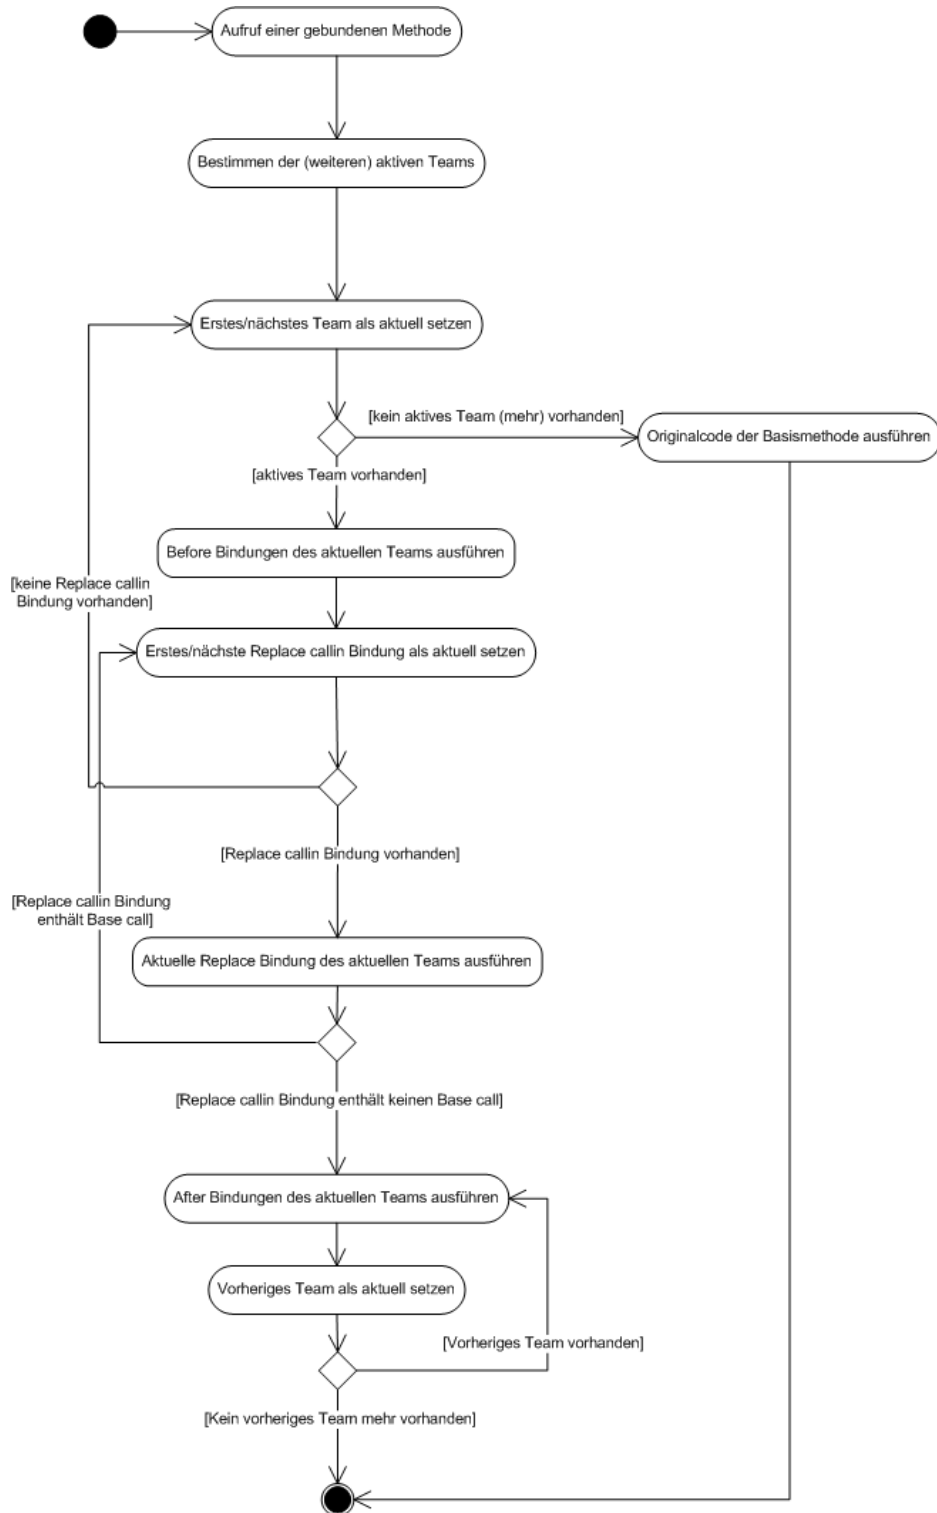 Aufruf einer gebundenen Methode
Bestimmen der (weiteren) aktiven Teams
Erstes/nächstes Team als aktuell setzen
[kein aktives Team (mehr) vorhanden]
Originalcode der Basismethode ausführen
[aktives Team vorhanden]
Before Bindungen des aktuellen Teams ausführen
[keine Replace callin
Bindung vorhanden]
Erstes/nächste Replace callin Bindung als aktuell setzen
[Replace callin Bindung vorhanden]
[Replace callin Bindung
enthält Base call]
Aktuelle Replace Bindung des aktuellen Teams ausführen
[Replace callin Bindung enthält keinen Base call]
After Bindungen des aktuellen Teams ausführen
Vorheriges Team als aktuell setzen
[Vorheriges Team vorhanden]
[Kein vorheriges Team mehr vorhanden]